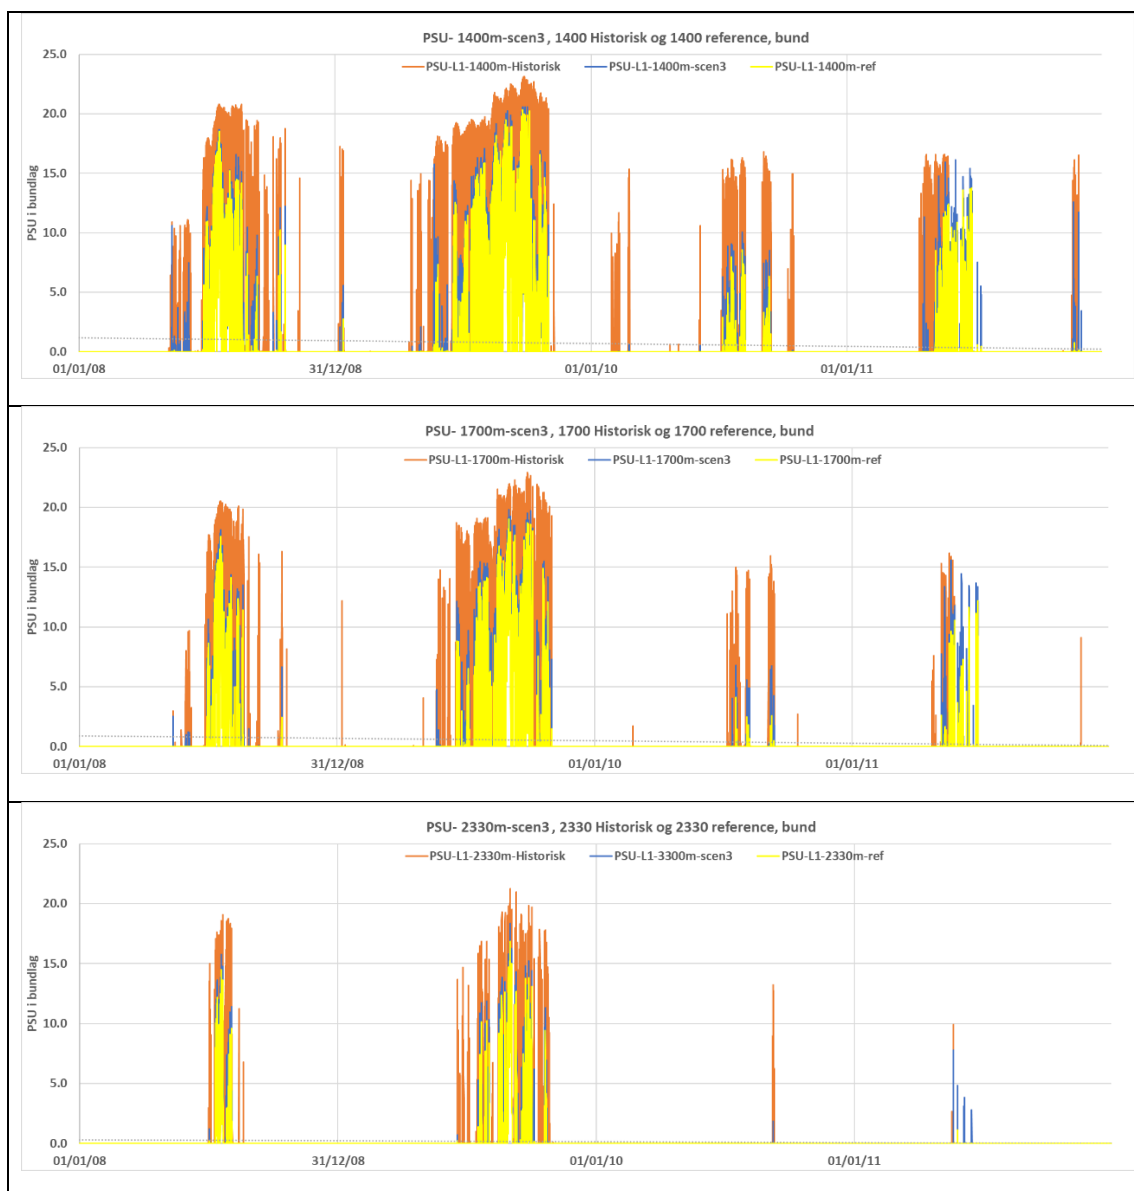 PSU- 1400m-scen3 , 1400 Historisk og 1400 reference, bund
PSU-L1-1400m-Historisk PSU-L1-1400m-scen3 PSU-L1-1400m-ref
PSU i bundlag
25.0
20.0
15.0
10.0
5.0
0.0
01/01/08 31/12/08 01/01/10 01/01/11
PSU- 1700m-scen3 , 1700 Historisk og 1700 reference, bund
PSU-L1-1700m-Historisk PSU-L1-1700m-scen3 PSU-L1-1700m-ref
PSU i bundlag
25.0
20.0
15.0
10.0
5.0
0.0
01/01/08 31/12/08 01/01/10 01/01/11
PSU- 2330m-scen3 , 2330 Historisk og 2330 reference, bund
PSU-L1-2330m-Historisk PSU-L1-3300m-scen3 PSU-L1-2330m-ref
PSU i bundlag
25.0
20.0
15.0
10.0
5.0
0.0
01/01/08 31/12/08 01/01/10 01/01/11